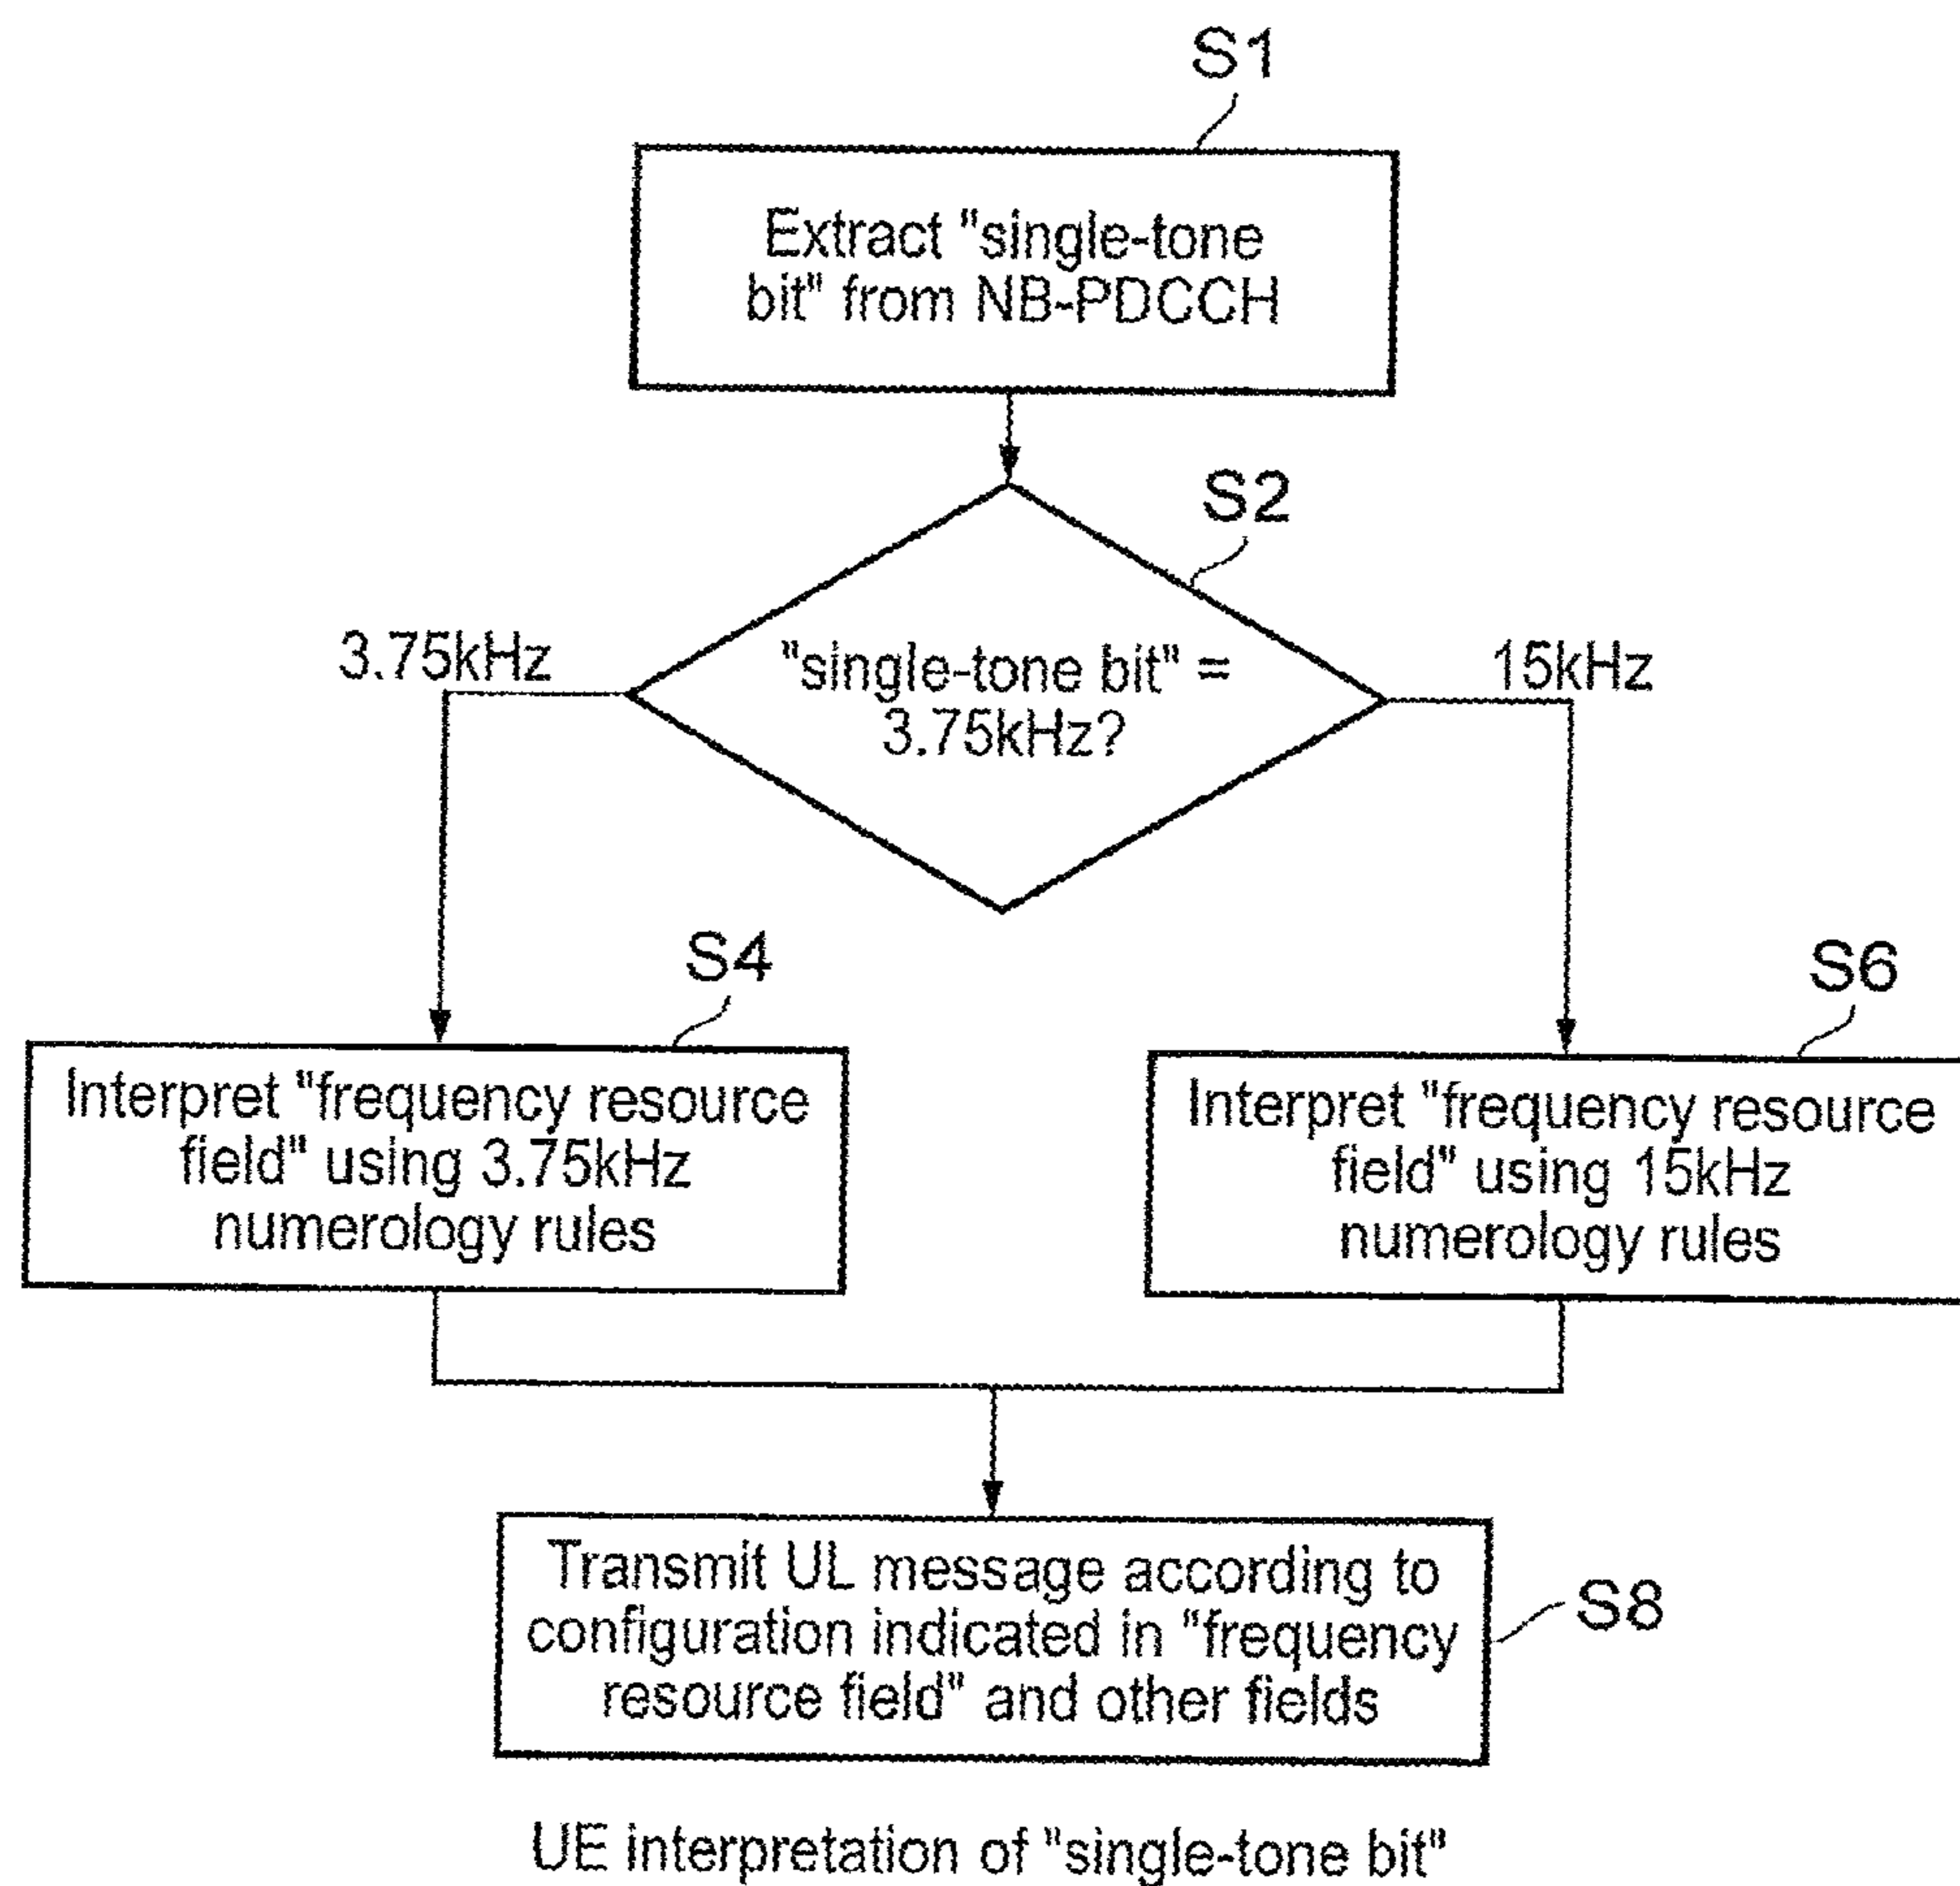 S1
Extract "single-tone
bit" from NB-PDCCH
S2
3.75kHz
"single-tone bit" =
3.75kHz?
15kHz
S4
S6
Interpret "frequency resource
field" using 3.75kHz
numerology rules
Interpret "frequency resource
field" using 15kHz
numerology rules
Transmit UL message according to
configuration indicated in "frequency
resource field" and other fields
S8
UE interpretation of "single-tone bit"